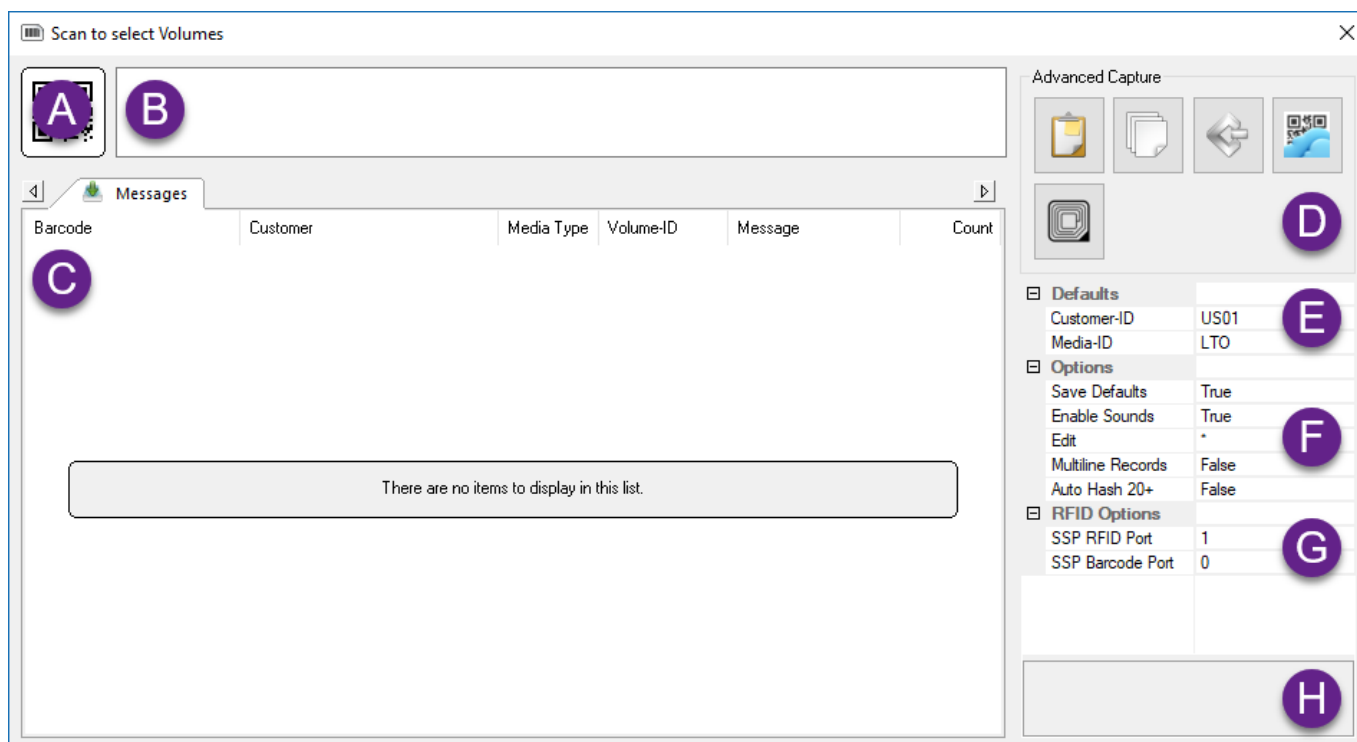 Scan to select Volumes
A
B
Advanced Capture
D
Messages
Barcode Customer Media Type Volume-ID Message Count
C
There are no items to display in this list.
Defaults
Customer-ID US01
Media-ID LTO
E
Options
Save Defaults True
Enable Sounds True
Edit *
Multiline Records False
Auto Hash 20+ False
F
RFID Options
SSP RFID Port 1
SSP Barcode Port 0
G
H